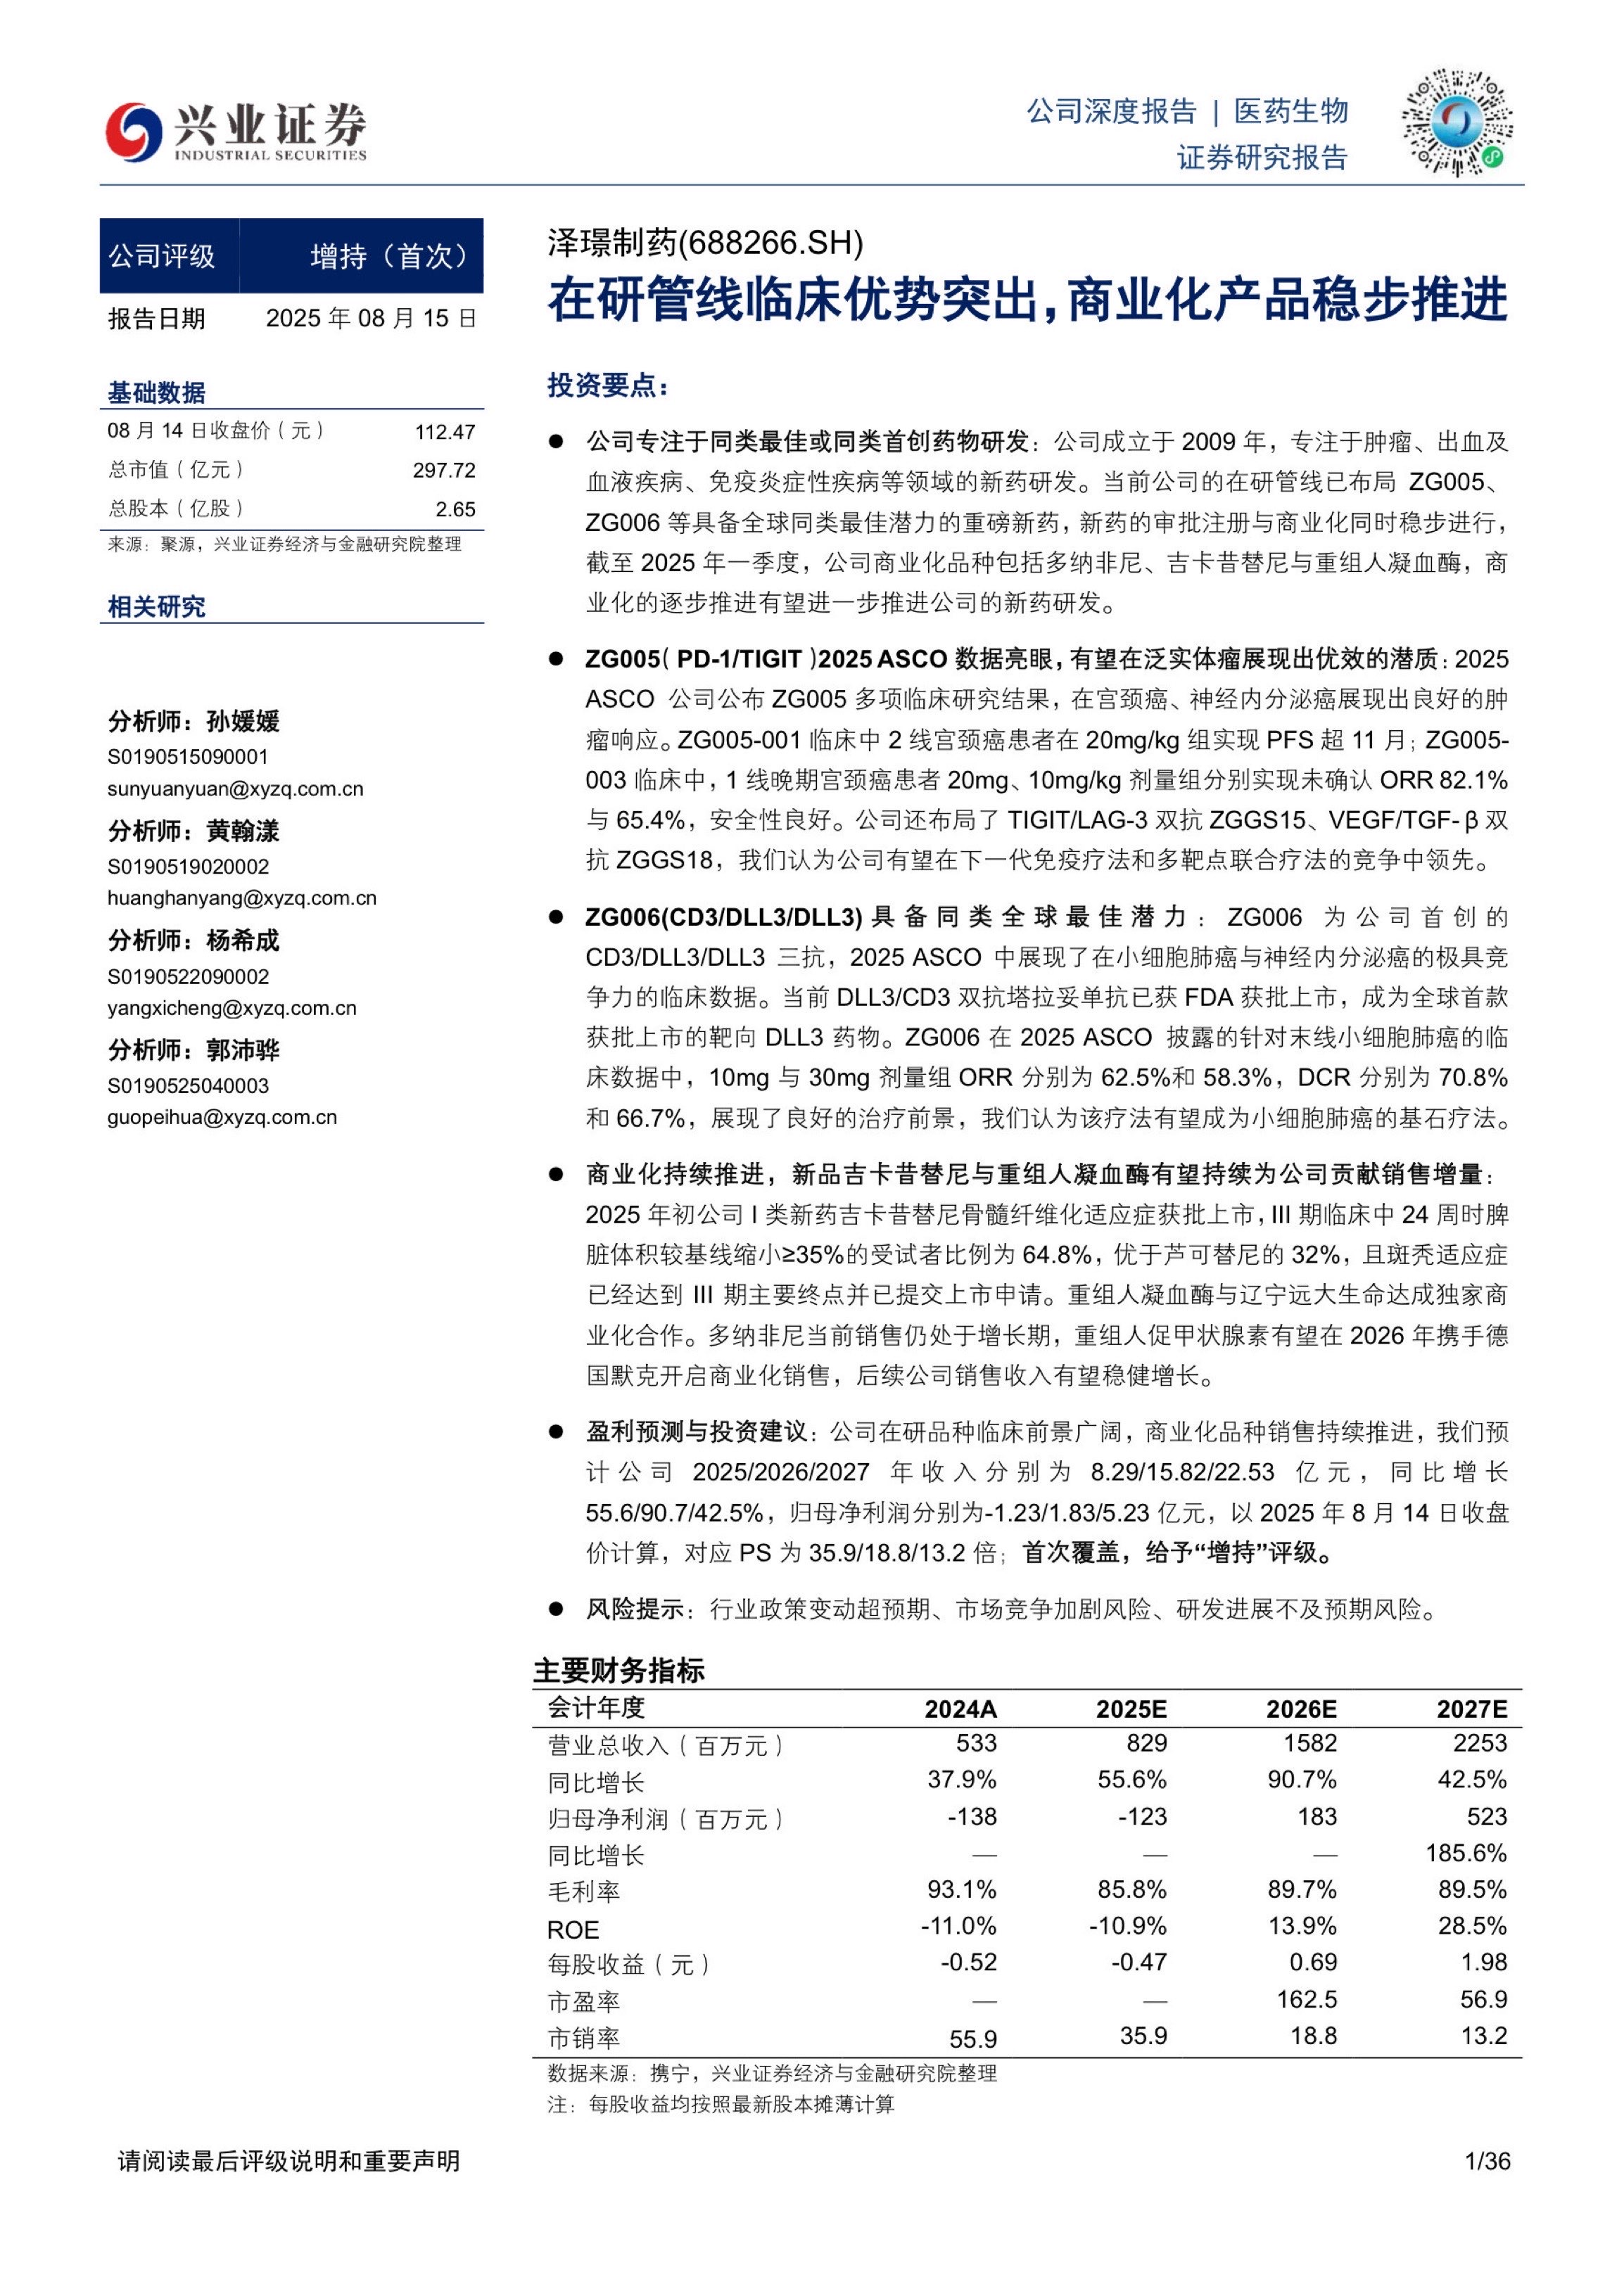 兴业证券
INDUSTRIAL SECURITIES
公司深度报告 | 医药生物
证券研究报告
公司评级 增持（首次）
报告日期 2025 年 08 月 15 日
基础数据
08 月 14 日收盘价（元） 112.47
总市值（亿元） 297.72
总股本（亿股） 2.65
来源：聚源，兴业证券经济与金融研究院整理
相关研究
分析师：孙媛媛
S0190515090001
sunyuanyuan@xyzq.com.cn
分析师：黄翰漾
S0190519020002
huanghanyang@xyzq.com.cn
分析师：杨希成
S0190522090002
yangxicheng@xyzq.com.cn
分析师：郭沛骅
S0190525040003
guopeihua@xyzq.com.cn
泽璟制药(688266.SH)
在研管线临床优势突出，商业化产品稳步推进
投资要点：
● 公司专注于同类最佳或同类首创药物研发：公司成立于 2009 年，专注于肿瘤、出血及
血液疾病、免疫炎症性疾病等领域的新药研发。当前公司的在研管线已布局 ZG005、
ZG006 等具备全球同类最佳潜力的重磅新药，新药的审批注册与商业化同时稳步进行，
截至 2025 年一季度，公司商业化品种包括多纳非尼、吉卡昔替尼与重组人凝血酶，商
业化的逐步推进有望进一步推进公司的新药研发。
● ZG005（PD-1/TIGIT）2025 ASCO 数据亮眼，有望在泛实体瘤展现出优效的潜质：2025
ASCO 公司公布 ZG005 多项临床研究结果，在宫颈癌、神经内分泌癌展现出良好的肿
瘤响应。ZG005-001 临床中 2 线宫颈癌患者在 20mg/kg 组实现 PFS 超 11 月；ZG005-
003 临床中，1 线晚期宫颈癌患者 20mg、10mg/kg 剂量组分别实现未确认 ORR 82.1%
与 65.4%，安全性良好。公司还布局了 TIGIT/LAG-3 双抗 ZGGS15、VEGF/TGF-β 双
抗 ZGGS18，我们认为公司有望在下一代免疫疗法和多靶点联合疗法的竞争中领先。
● ZG006(CD3/DLL3/DLL3)具备同类全球最佳潜力：ZG006 为公司首创的
CD3/DLL3/DLL3 三抗，2025 ASCO 中展现了在小细胞肺癌与神经内分泌癌的极具竞
争力的临床数据。当前 DLL3/CD3 双抗塔拉妥单抗已获 FDA 获批上市，成为全球首款
获批上市的靶向 DLL3 药物。ZG006 在 2025 ASCO 披露的针对末线小细胞肺癌的临
床数据中，10mg 与 30mg 剂量组 ORR 分别为 62.5%和 58.3%，DCR 分别为 70.8%
和 66.7%，展现了良好的治疗前景，我们认为该疗法有望成为小细胞肺癌的基石疗法。
● 商业化持续推进，新品吉卡昔替尼与重组人凝血酶有望持续为公司贡献销售增量：
2025 年初公司 I 类新药吉卡昔替尼骨髓纤维化适应症获批上市，III 期临床中 24 周时脾
脏体积较基线缩小≥35%的受试者比例为 64.8%，优于芦可替尼的 32%，且斑秃适应症
已经达到 III 期主要终点并已提交上市申请。重组人凝血酶与辽宁远大生命达成独家商
业化合作。多纳非尼当前销售仍处于增长期，重组人促甲状腺素有望在 2026 年携手德
国默克开启商业化销售，后续公司销售收入有望稳健增长。
● 盈利预测与投资建议：公司在研品种临床前景广阔，商业化品种销售持续推进，我们预
计公司 2025/2026/2027 年收入分别为 8.29/15.82/22.53 亿元，同比增长
55.6/90.7/42.5%，归母净利润分别为-1.23/1.83/5.23 亿元，以 2025 年 8 月 14 日收盘
价计算，对应 PS 为 35.9/18.8/13.2 倍；首次覆盖，给予“增持”评级。
● 风险提示：行业政策变动超预期、市场竞争加剧风险、研发进展不及预期风险。
主要财务指标
会计年度 2024A 2025E 2026E 2027E
营业总收入（百万元） 533 829 1582 2253
同比增长 37.9% 55.6% 90.7% 42.5%
归母净利润（百万元） -138 -123 183 523
同比增长 — — — 185.6%
毛利率 93.1% 85.8% 89.7% 89.5%
ROE -11.0% -10.9% 13.9% 28.5%
每股收益（元） -0.52 -0.47 0.69 1.98
市盈率 — — 162.5 56.9
市销率 55.9 35.9 18.8 13.2
数据来源：携宁，兴业证券经济与金融研究院整理
注：每股收益均按照最新股本摊薄计算
请阅读最后评级说明和重要声明 1/36